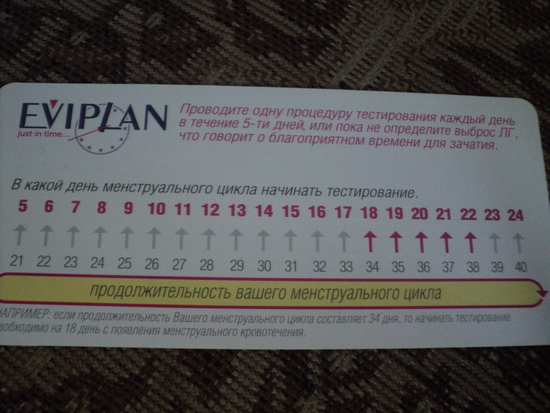 EVIPLAN
just in time...
Проводите одну процедуру тестирования каждый день
в течение 5-ти дней, или пока не определите выброс ЛГ,
что говорит о благоприятном времени для зачатия.
В какой день менструального цикла начинать тестирование.
5 6 7 8 9 10 11 12 13 14 15 16 17 18 19 20 21 22 23 24
21 22 23 24 25 26 27 28 29 30 31 32 33 34 35 36 37 38 39 40
продолжительность вашего менструального цикла
НАПРИМЕР: если продолжительность Вашего менструального цикла составляет 34 дня, то начинать тестирование
необходимо на 18 день с появления менструального кровотечения.